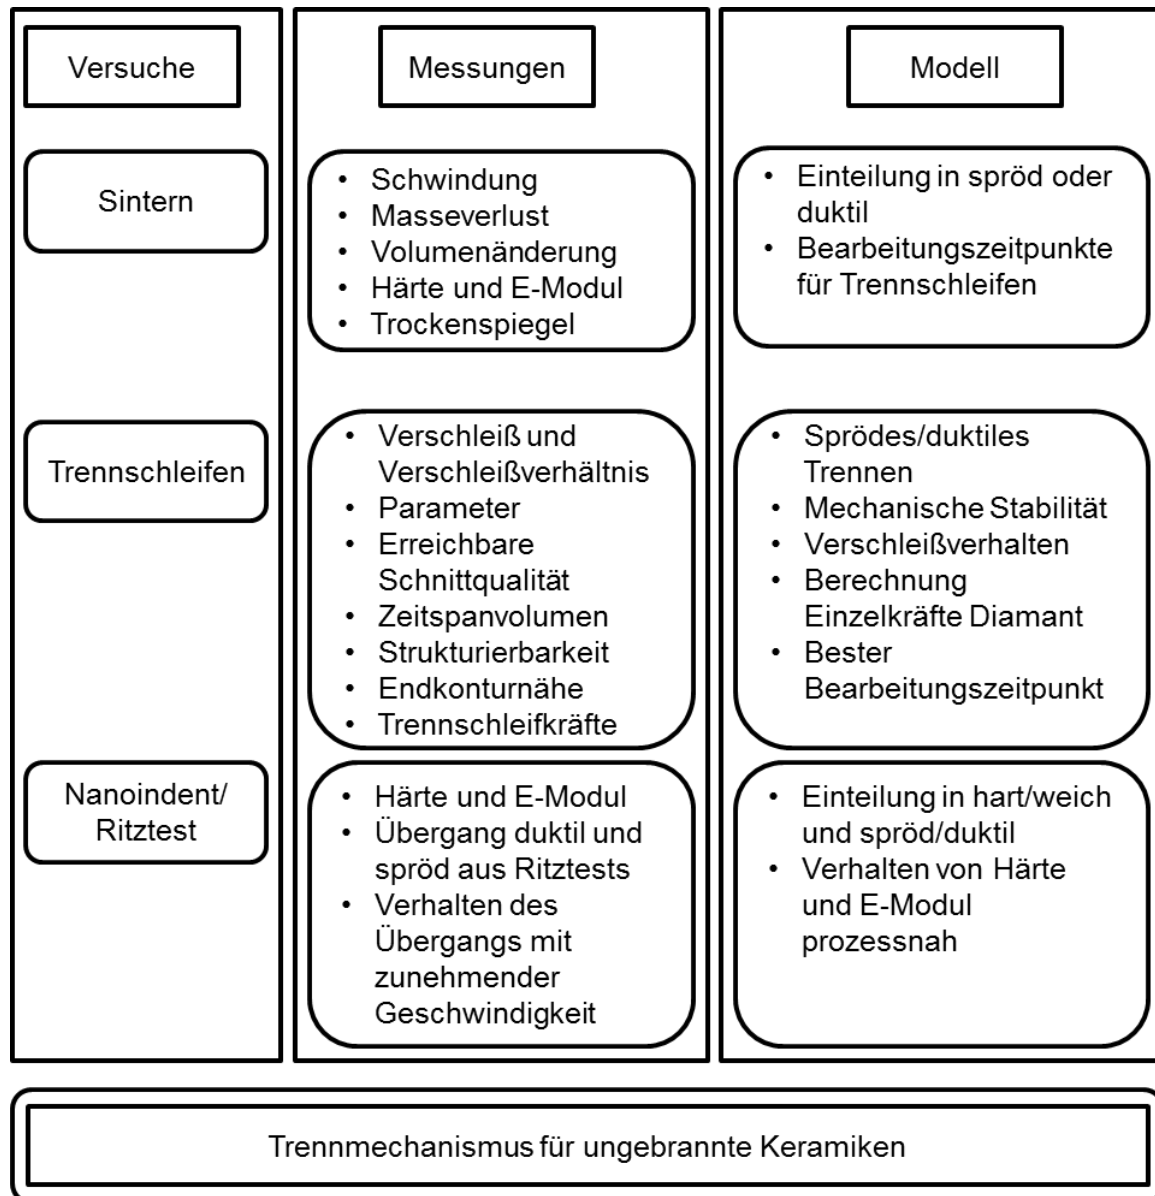 Versuche
Messungen
Modell
Sintern
• Schwindung
• Masseverlust
• Volumenänderung
• Härte und E-Modul
• Trockenspiegel
• Einteilung in spröd oder
duktil
• Bearbeitungszeitpunkte
für Trennschleifen
Trennschleifen
• Verschleiß und
Verschleißverhältnis
• Parameter
• Erreichbare
Schnittqualität
• Zeitspanvolumen
• Strukturierbarkeit
• Endkonturnähe
• Trennschleifkräfte
• Sprödes/duktiles
Trennen
• Mechanische Stabilität
• Verschleißverhalten
• Berechnung
Einzelkräfte Diamant
• Bester
Bearbeitungszeitpunkt
Nanoindent/
Ritztest
• Härte und E-Modul
• Übergang duktil und
spröd aus Ritztests
• Verhalten des
Übergangs mit
zunehmender
Geschwindigkeit
• Einteilung in hart/weich
und spröd/duktil
• Verhalten von Härte
und E-Modul
prozessnah
Trennmechanismus für ungebrannte Keramiken